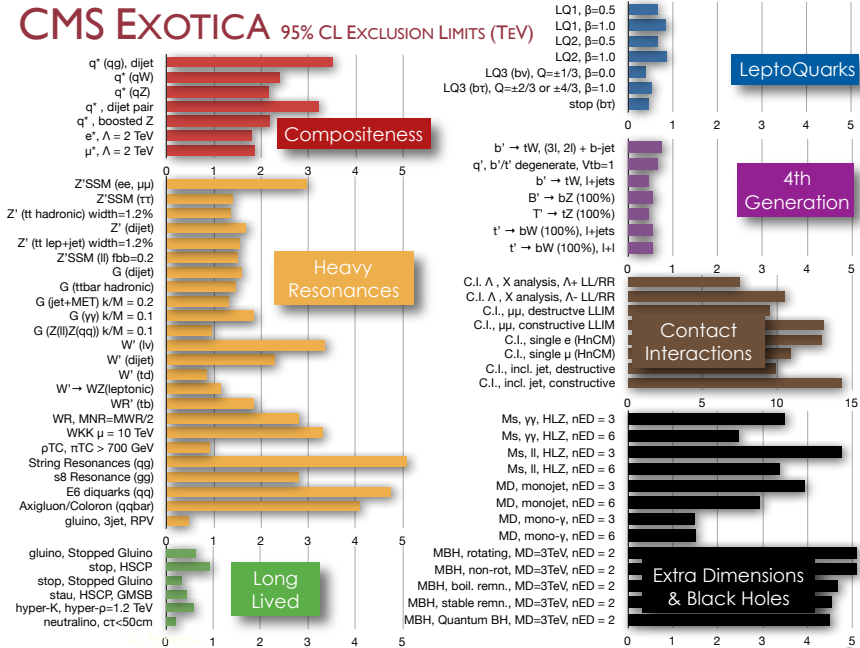 CMS EXOTICA 95% CL EXCLUSION LIMITS (TEV)
q* (qg), dijet
q* (qW)
q* (qZ)
q* , dijet pair
q* , boosted Z
e*, Λ = 2 TeV
μ*, Λ = 2 TeV
Compositeness
0 1 2 3 4 5
Z'SSM (ee, μμ)
Z'SSM (ττ)
Z' (tt hadronic) width=1.2%
Z' (dijet)
Z' (tt lep+jet) width=1.2%
Z'SSM (ll) fbb=0.2
G (dijet)
G (ttbar hadronic)
G (jet+MET) k/M = 0.2
G (γγ) k/M = 0.1
G (Z(ll)Z(qq)) k/M = 0.1
W' (lν)
W' (dijet)
W' (td)
W'→ WZ(leptonic)
WR' (tb)
WR, MNR=MWR/2
WKK μ = 10 TeV
ρTC, πTC > 700 GeV
String Resonances (qg)
s8 Resonance (gg)
E6 diquarks (qq)
Axigluon/Coloron (qqbar)
gluino, 3jet, RPV
Heavy
Resonances
0 1 2 3 4 5
gluino, Stopped Gluino
stop, HSCP
stop, Stopped Gluino
stau, HSCP, GMSB
hyper-K, hyper-ρ=1.2 TeV
neutralino, cτ<50cm
Long
Lived
0 1 2 3 4 5
LQ1, β=0.5
LQ1, β=1.0
LQ2, β=0.5
LQ2, β=1.0
LQ3 (bν), Q=±1/3, β=0.0
LQ3 (bτ), Q=±2/3 or ±4/3, β=1.0
stop (bτ)
LeptoQuarks
0 1 2 3 4 5
b' → tW, (3l, 2l) + b-jet
q', b'/t' degenerate, Vtb=1
b' → tW, l+jets
B' → bZ (100%)
T' → tZ (100%)
t' → bW (100%), l+jets
t' → bW (100%), l+l
4th
Generation
0 1 2 3 4 5
C.I. Λ , X analysis, Λ+ LL/RR
C.I. Λ , X analysis, Λ- LL/RR
C.I., μμ, destructve LLIM
C.I., μμ, constructive LLIM
C.I., single e (HnCM)
C.I., single μ (HnCM)
C.I., incl. jet, destructive
C.I., incl. jet, constructive
Contact
Interactions
0 5 10 15
Ms, γγ, HLZ, nED = 3
Ms, γγ, HLZ, nED = 6
Ms, ll, HLZ, nED = 3
Ms, ll, HLZ, nED = 6
MD, monojet, nED = 3
MD, monojet, nED = 6
MD, mono-γ, nED = 3
MD, mono-γ, nED = 6
MBH, rotating, MD=3TeV, nED = 2
MBH, non-rot, MD=3TeV, nED = 2
MBH, boil. remn., MD=3TeV, nED = 2
MBH, stable remn., MD=3TeV, nED = 2
MBH, Quantum BH, MD=3TeV, nED = 2
Extra Dimensions
& Black Holes
0 1 2 3 4 5